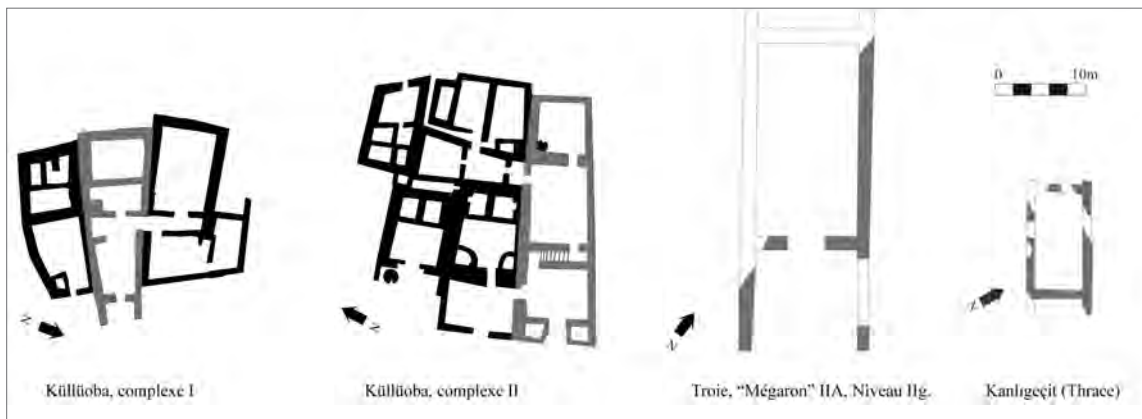 0 10m
N
N
N
N
Küllüoba, complexe I
Küllüoba, complexe II
Troie, “Mégaron” IIA, Niveau IIg.
Kanlıgeçit (Thrace)